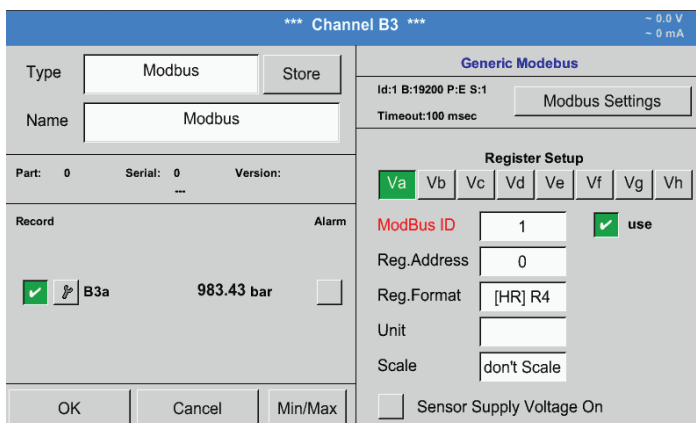 *** Channel B3 ***
~ 0.0 V
~ 0 mA
Type Modbus Store
Name Modbus
Part: 0 Serial: 0 Version:
---
Record Alarm
B3a 983.43 bar
OK Cancel Min/Max
Generic Modebus
Id:1 B:19200 P:E S:1
Timeout:100 msec
Modbus Settings
Register Setup
Va Vb Vc Vd Ve Vf Vg Vh
ModBus ID 1 use
Reg.Address 0
Reg.Format [HR] R4
Unit
Scale don't Scale
Sensor Supply Voltage On